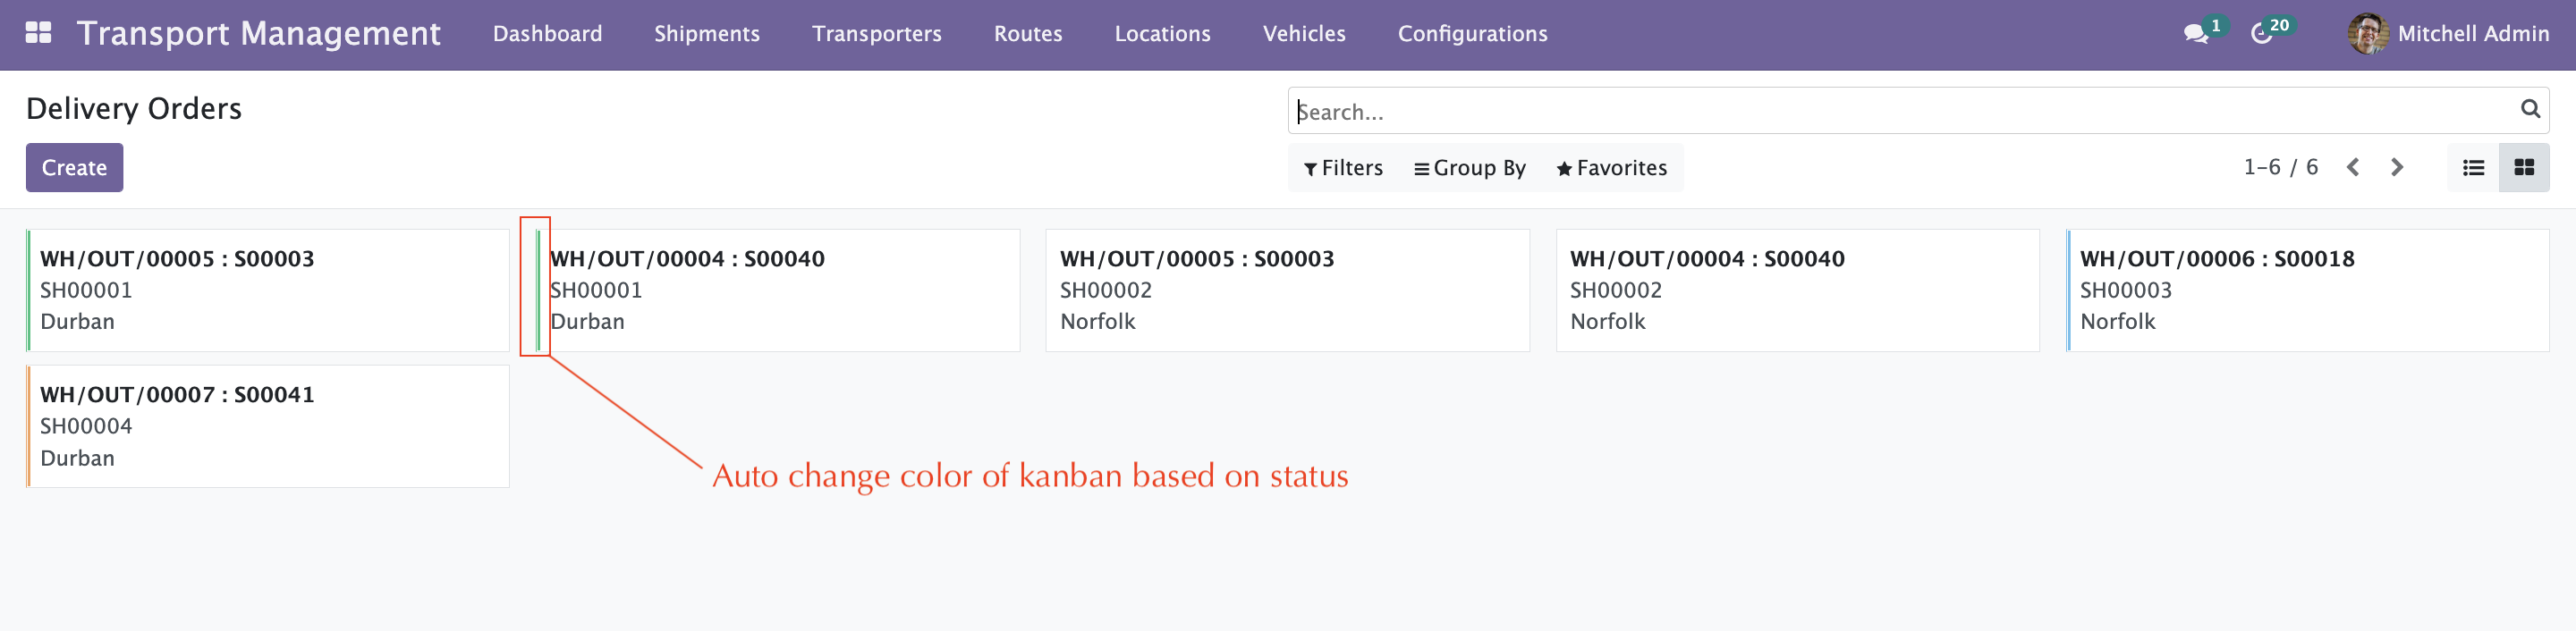 Transport Management Dashboard Shipments Transporters Routes Locations Vehicles Configurations 1 20 Mitchell Admin
Delivery Orders
Search...
Create
Filters Group By Favorites 1-6 / 6
WH/OUT/00005 : S00003
SH00001
Durban
WH/OUT/00004 : S00040
SH00001
Durban
WH/OUT/00005 : S00003
SH00002
Norfolk
WH/OUT/00004 : S00040
SH00002
Norfolk
WH/OUT/00006 : S00018
SH00003
Norfolk
WH/OUT/00007 : S00041
SH00004
Durban
Auto change color of kanban based on status